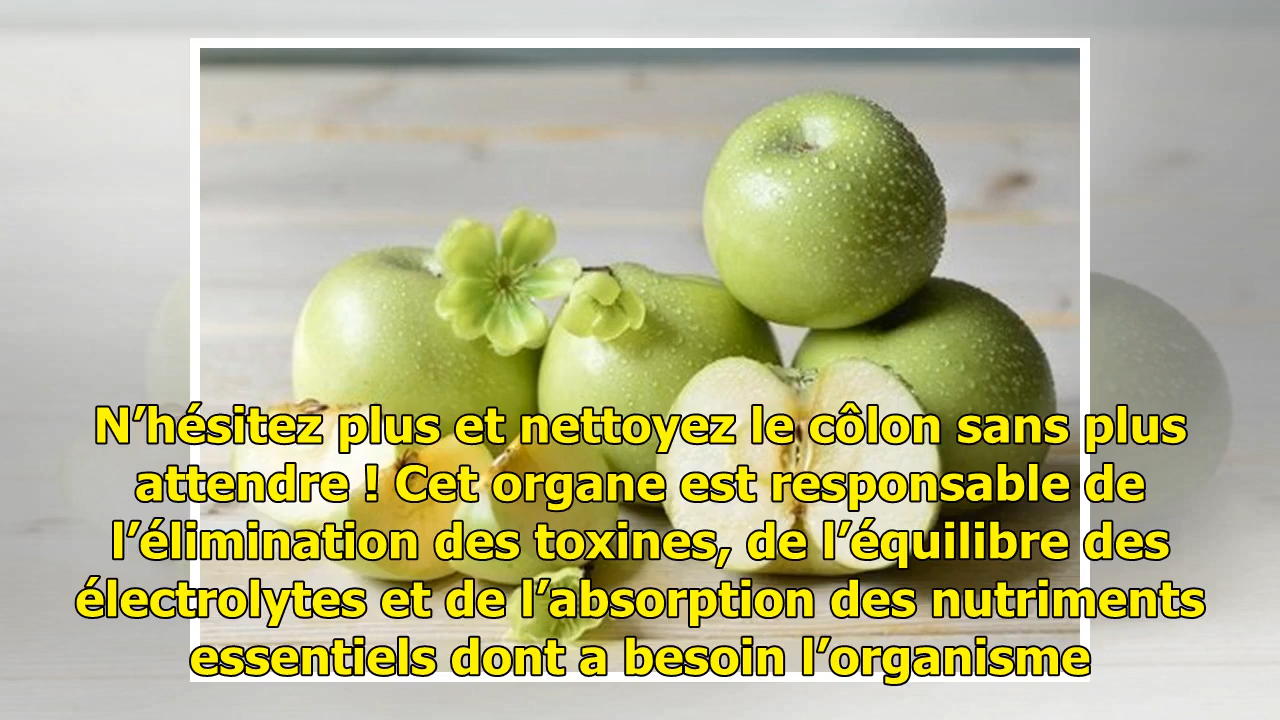 N’hésitez plus et nettoyez le côlon sans plus
attendre ! Cet organe est responsable de
l’élimination des toxines, de l’équilibre des
électrolytes et de l’absorption des nutriments
essentiels dont a besoin l’organisme